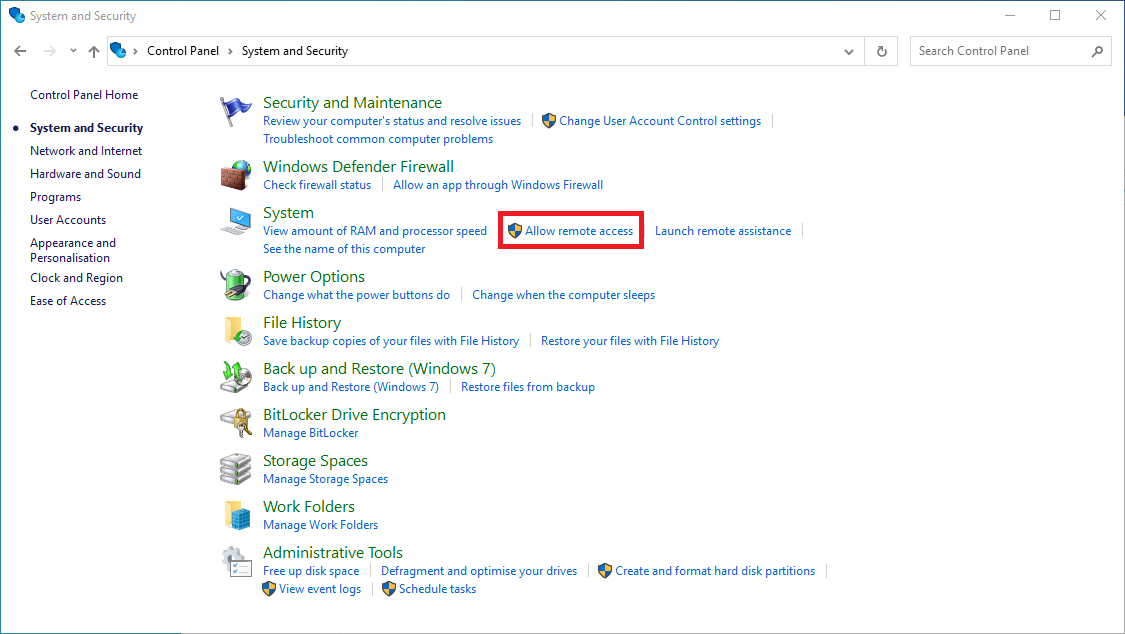 System and Security
Control Panel › System and Security
Search Control Panel
Control Panel Home
System and Security
Network and Internet
Hardware and Sound
Programs
User Accounts
Appearance and
Personalisation
Clock and Region
Ease of Access
Security and Maintenance
Review your computer's status and resolve issues | Change User Account Control settings |
Troubleshoot common computer problems
Windows Defender Firewall
Check firewall status | Allow an app through Windows Firewall
System
View amount of RAM and processor speed Allow remote access Launch remote assistance |
See the name of this computer
Power Options
Change what the power buttons do | Change when the computer sleeps
File History
Save backup copies of your files with File History | Restore your files with File History
Back up and Restore (Windows 7)
Back up and Restore (Windows 7) | Restore files from backup
BitLocker Drive Encryption
Manage BitLocker
Storage Spaces
Manage Storage Spaces
Work Folders
Manage Work Folders
Administrative Tools
Free up disk space | Defragment and optimise your drives | Create and format hard disk partitions |
View event logs | Schedule tasks